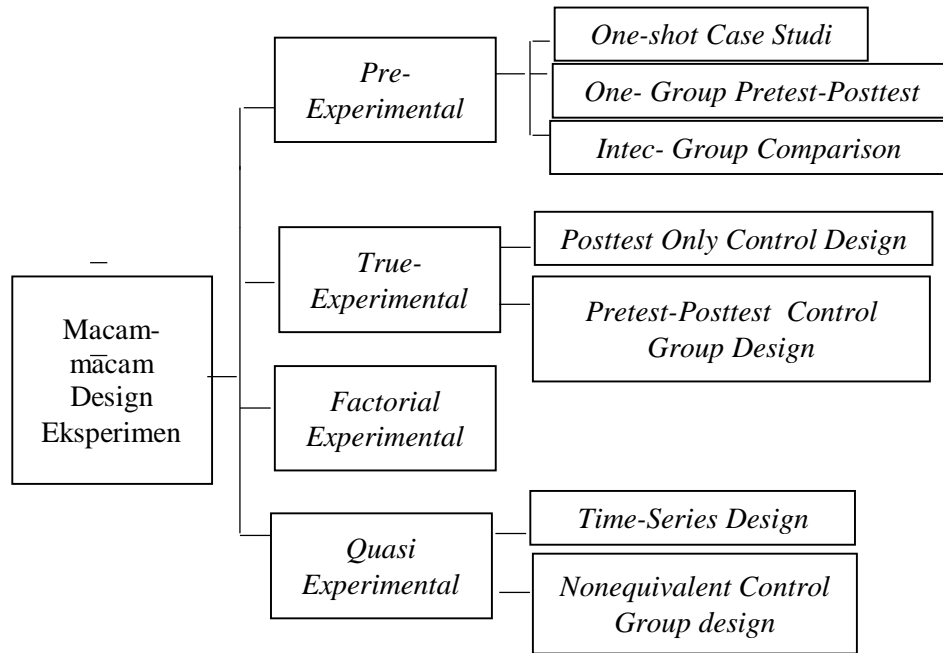 Macam-
macam
Design
Eksperimen
Pre-
Experimental
One-shot Case Studi
One- Group Pretest-Posttest
Intec- Group Comparison
True-
Experimental
Posttest Only Control Design
Pretest-Posttest Control
Group Design
Factorial
Experimental
Quasi
Experimental
Time-Series Design
Nonequivalent Control
Group design